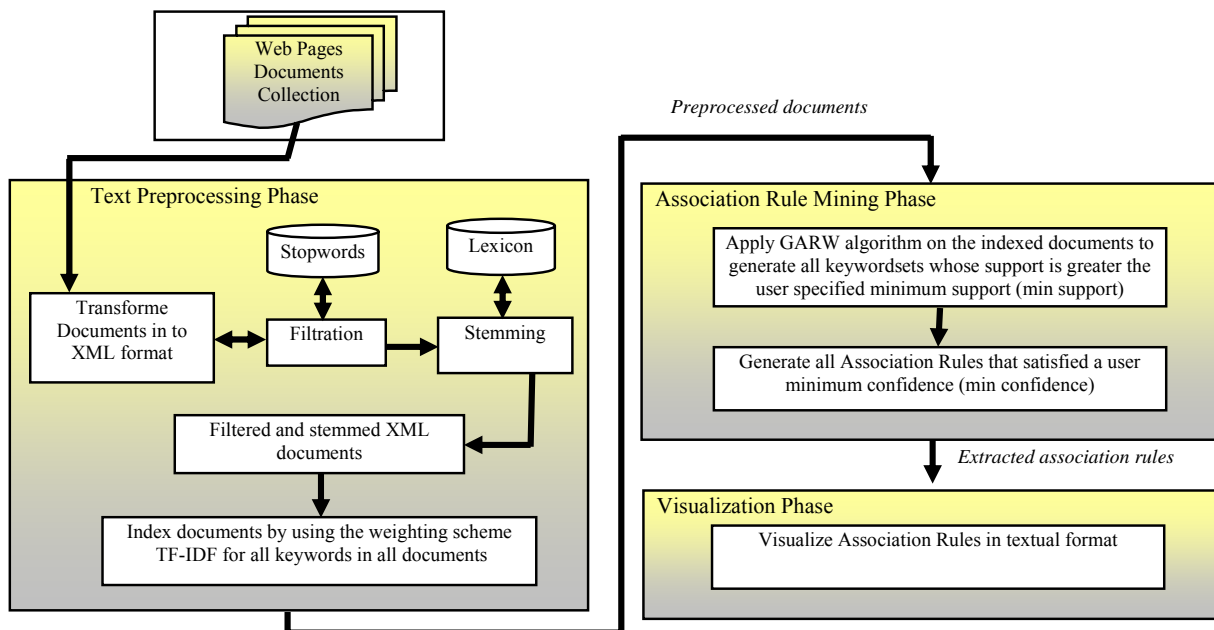 Web Pages
Documents
Collection
Text Preprocessing Phase
Stopwords
Lexicon
Transforme
Documents in to
XML format
Filtration
Stemming
Filtered and stemmed XML
documents
Index documents by using the weighting scheme
TF-IDF for all keywords in all documents
Preprocessed documents
Association Rule Mining Phase
Apply GARW algorithm on the indexed documents to
generate all keywordsets whose support is greater the
user specified minimum support (min support)
Generate all Association Rules that satisfied a user
minimum confidence (min confidence)
Extracted association rules
Visualization Phase
Visualize Association Rules in textual format